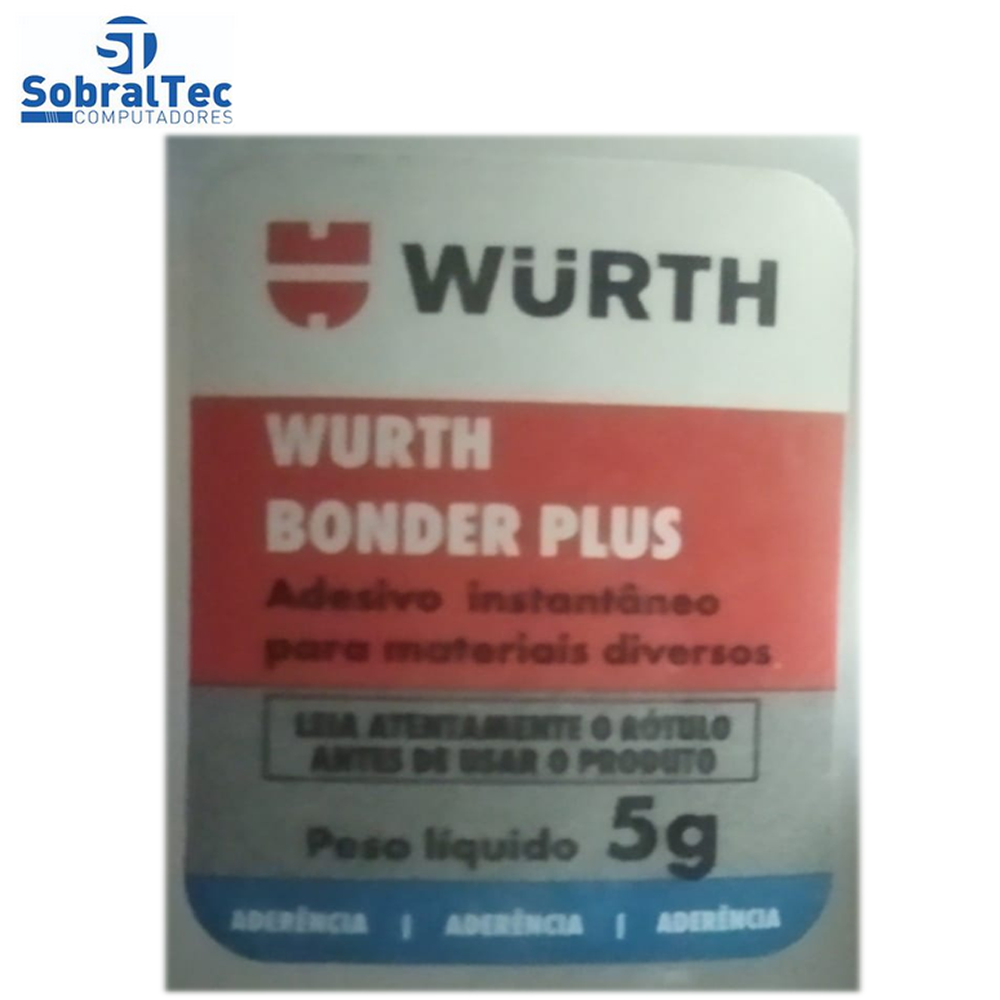 ST
SobralTec
COMPUTADORES
WÜRTH
WURTH
BONDER PLUS
Adesivo instantâneo
para materiais diversos
LEIA ATENTAMENTE O RÓTULO
ANTES DE USAR O PRODUTO
Peso líquido 5g
ADERÊNCIA | ADERÊNCIA | ADERÊNCIA